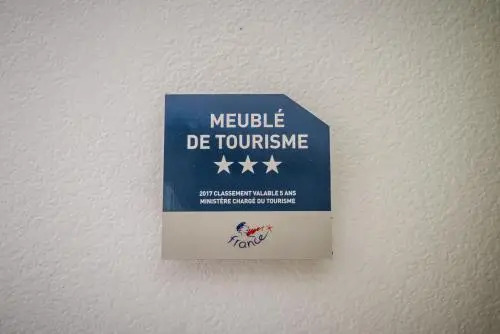 MEUBLÉ
DE TOURISME
★★★
2017 CLASSEMENT VALABLE 5 ANS
MINISTÈRE CHARGÉ DU TOURISME
france